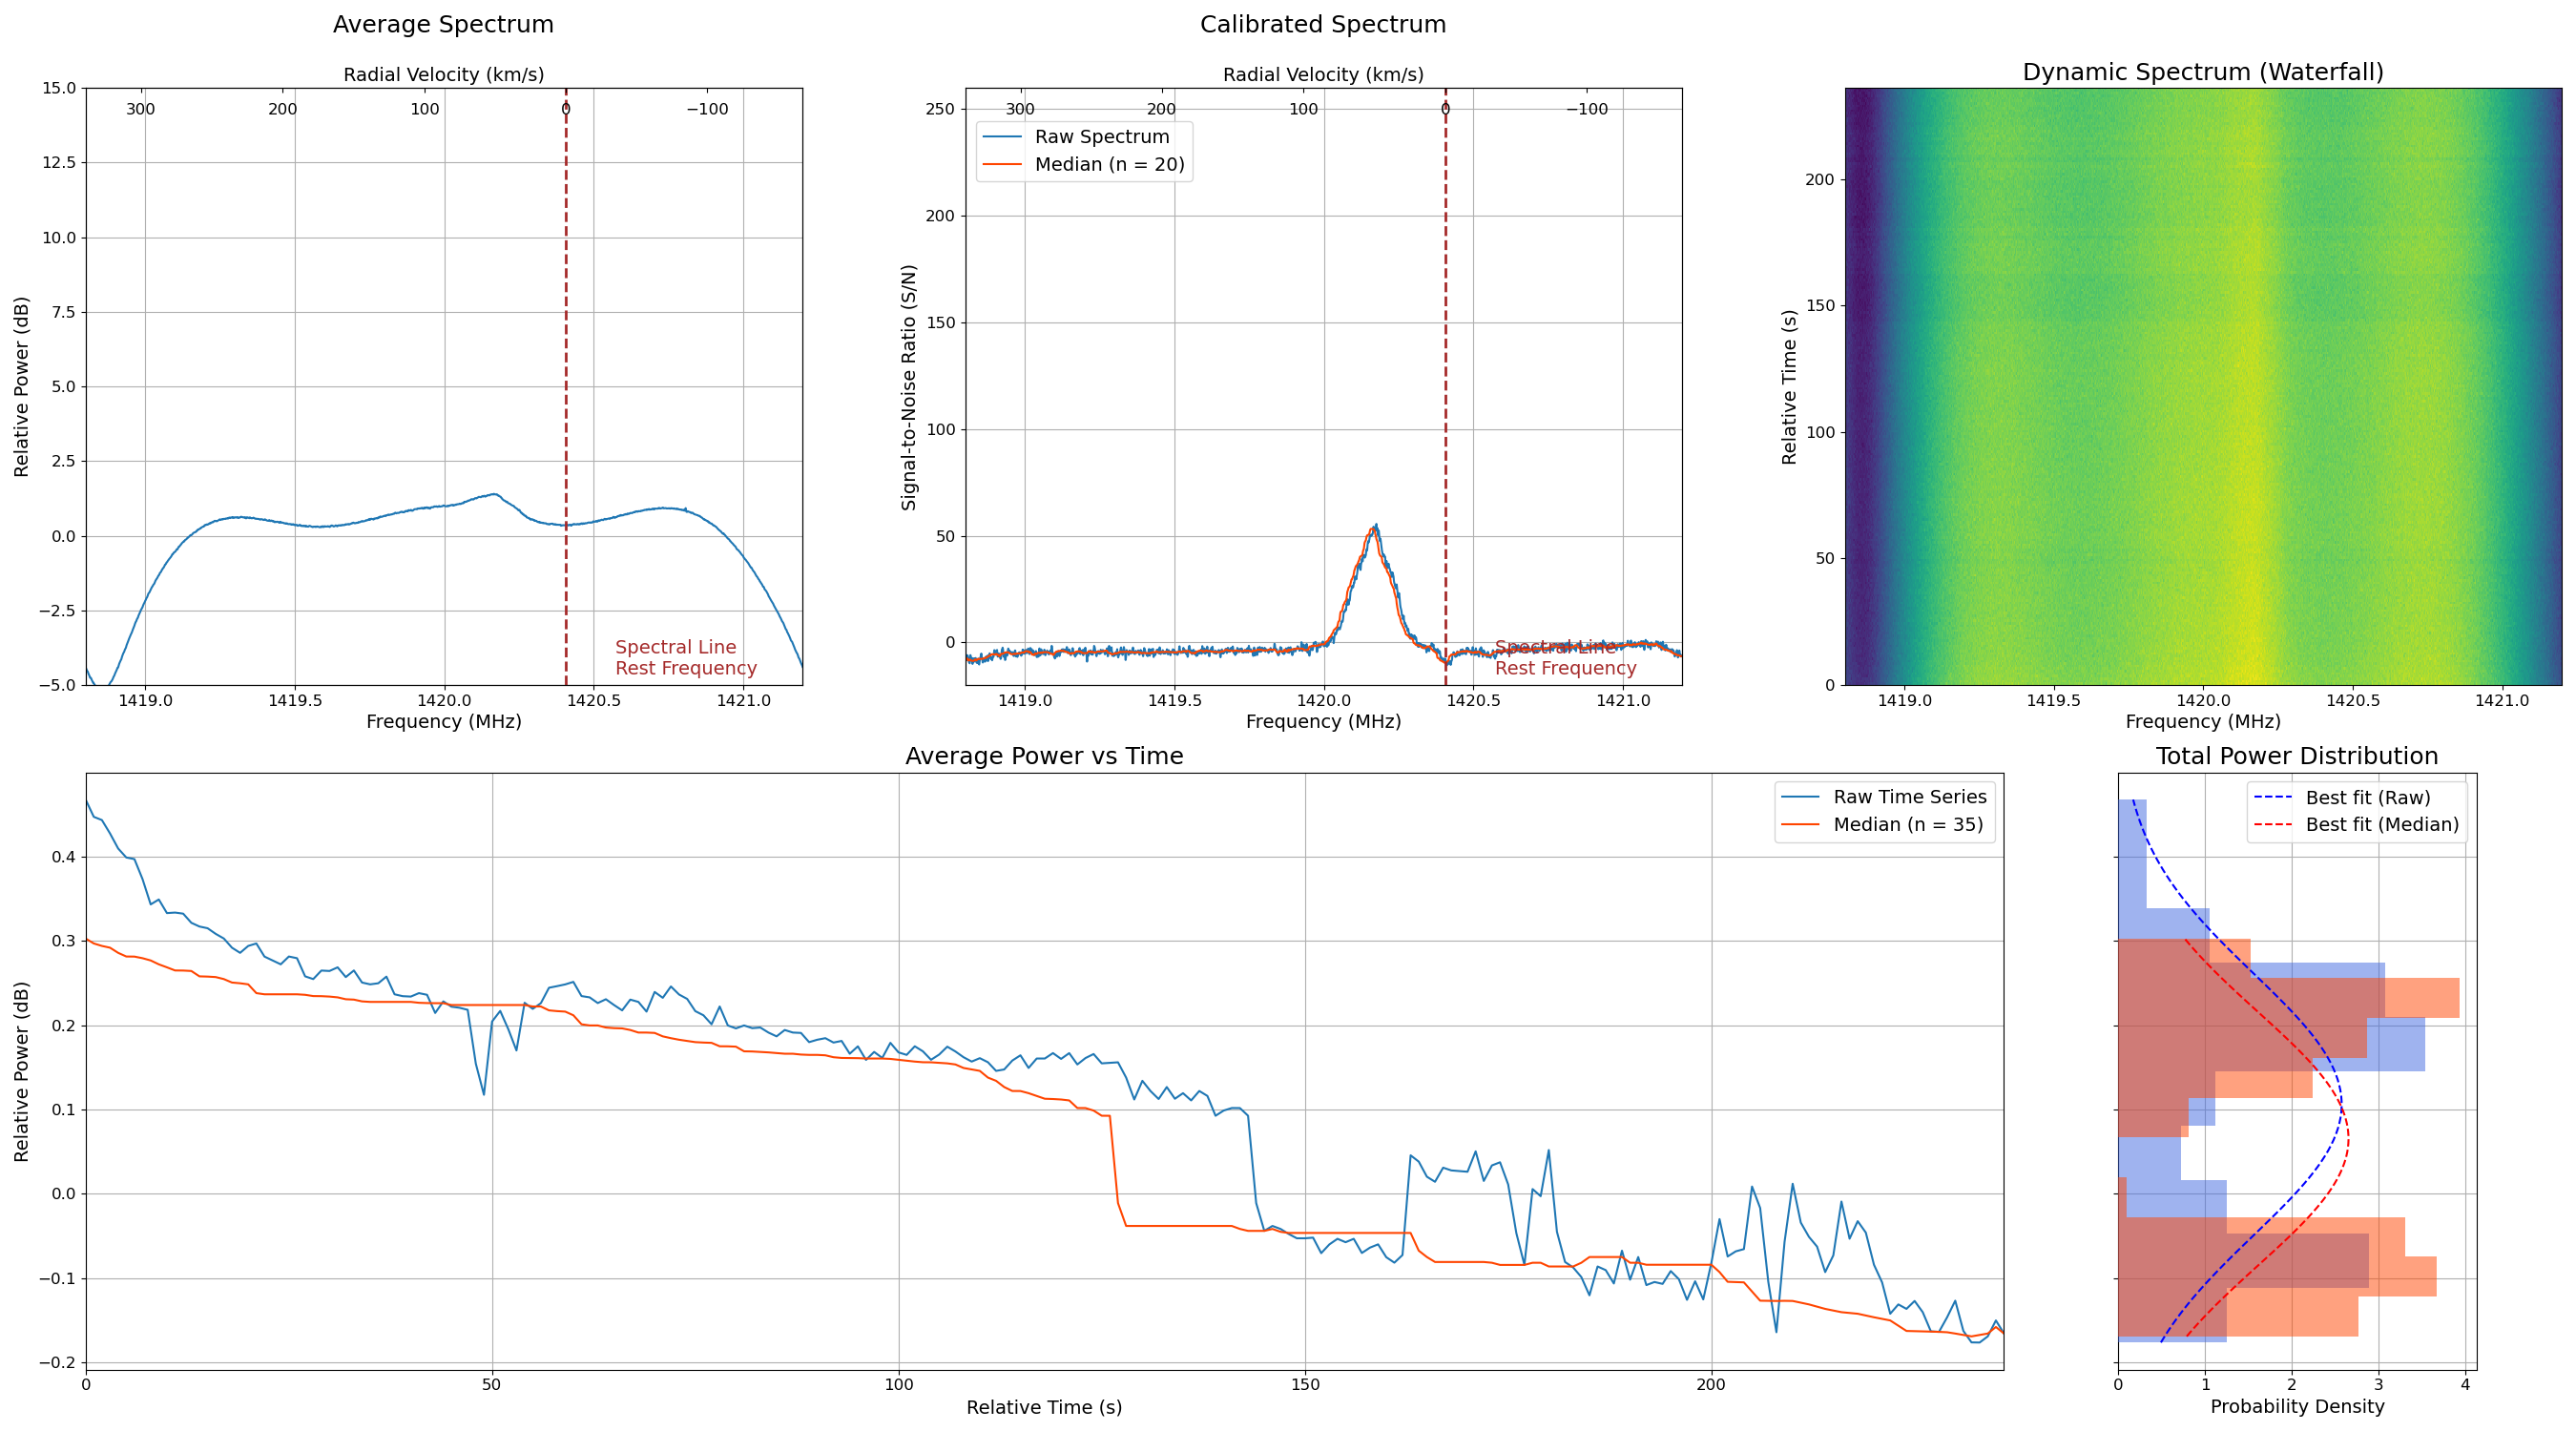 Average Spectrum
Radial Velocity (km/s)
300 200 100 0 −100
15.0
12.5
10.0
7.5
5.0
2.5
0.0
−2.5
−5.0
Relative Power (dB)
Spectral Line
Rest Frequency
1419.0 1419.5 1420.0 1420.5 1421.0
Frequency (MHz)
Calibrated Spectrum
Radial Velocity (km/s)
300 200 100 0 −100
Raw Spectrum
Median (n = 20)
250
200
150
100
50
0
Signal-to-Noise Ratio (S/N)
Spectral Line
Rest Frequency
1419.0 1419.5 1420.0 1420.5 1421.0
Frequency (MHz)
Dynamic Spectrum (Waterfall)
200
150
100
50
0
Relative Time (s)
1419.0 1419.5 1420.0 1420.5 1421.0
Frequency (MHz)
Average Power vs Time
Raw Time Series
Median (n = 35)
0.4
0.3
0.2
0.1
0.0
−0.1
−0.2
Relative Power (dB)
0 50 100 150 200
Relative Time (s)
Total Power Distribution
Best fit (Raw)
Best fit (Median)
0 1 2 3 4
Probability Density